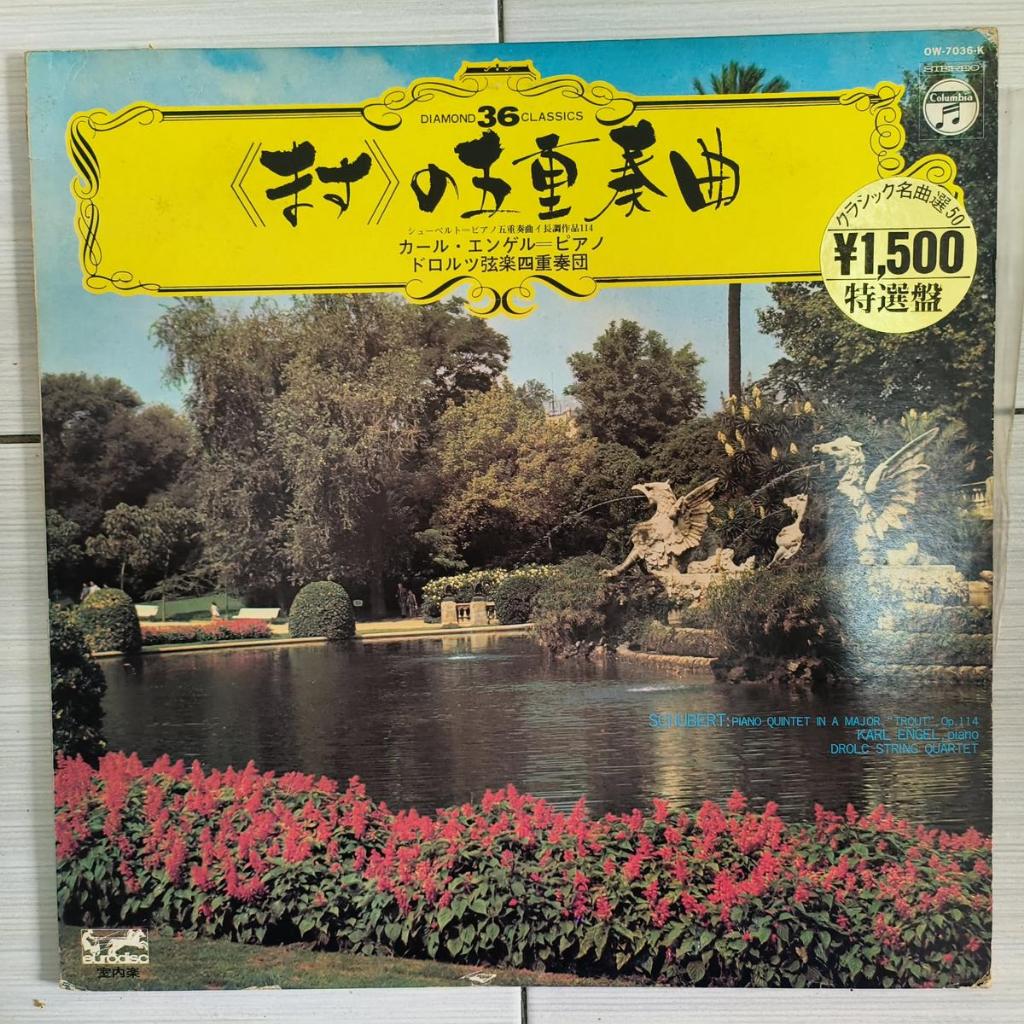 OW-7036-K
STEREO
Columbia
DIAMOND 36 CLASSICS
《ます》の五重奏曲
シューベルト=ピアノ五重奏曲イ長調作品114
カール・エンゲル=ピアノ
ドロルツ弦楽四重奏団
クラシック名曲選50
¥1,500
特選盤
SCHUBERT: PIANO QUINTET IN A MAJOR, "TROUT", Op.114
KARL ENGEL, piano
DROLC STRING QUARTET
eurodisc
室内楽